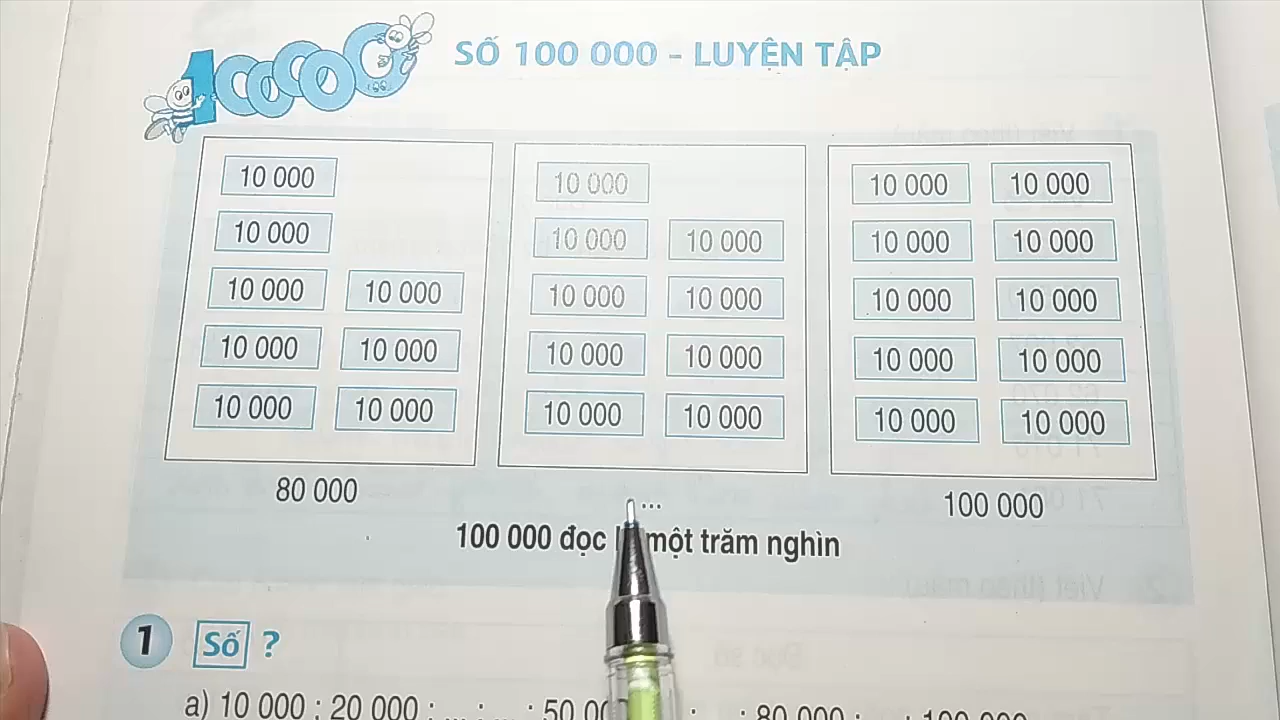 10000
SỐ 100 000 - LUYỆN TẬP
10 000
10 000
10 000 10 000
10 000 10 000
10 000 10 000
80 000
10 000
10 000 10 000
10 000 10 000
10 000 10 000
10 000 10 000
...
10 000 10 000
10 000 10 000
10 000 10 000
10 000 10 000
10 000 10 000
100 000
100 000 đọc một trăm nghìn
1 Số ?
a) 10 000 ; 20 000 ; ... ; ... ; 50 ; 80 000 ; ; 100 000